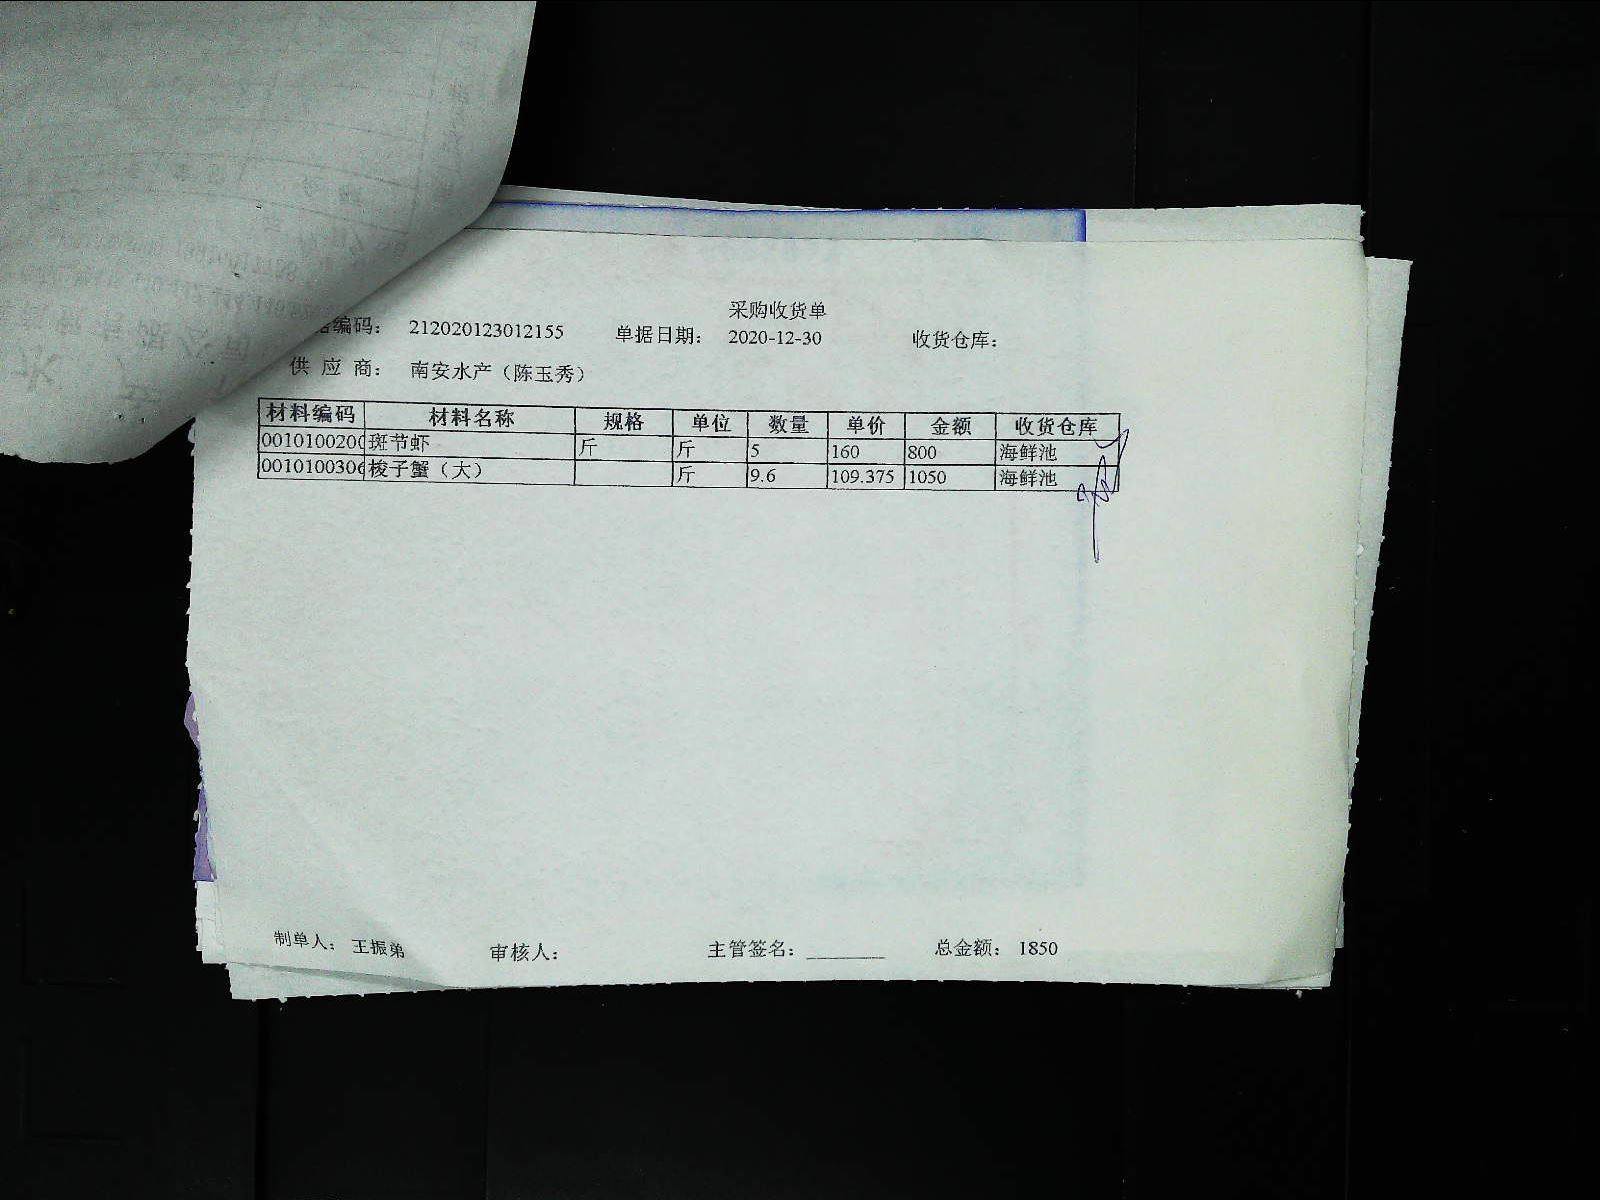 采购收货单
编码： 212020123012155 单据日期： 2020-12-30 收货仓库：
供应商： 南安水产（陈玉秀）
材料编码 材料名称 规格 单位 数量 单价 金额 收货仓库
0010100200 斑节虾 斤 斤 5 160 800 海鲜池
0010100306 梭子蟹（大） 斤 9.6 109.375 1050 海鲜池
制单人： 王振弟 审核人： 主管签名： 总金额： 1850